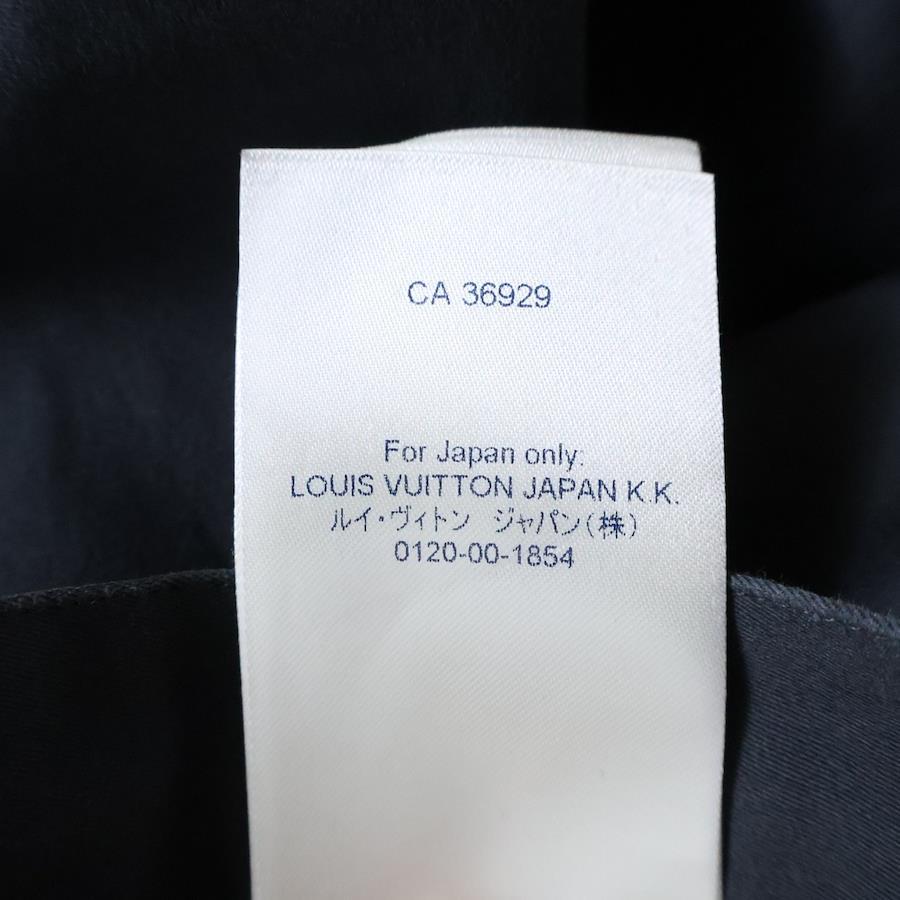 CA 36929
For Japan only:
LOUIS VUITTON JAPAN K.K.
ルイ・ヴィトン ジャパン(株)
0120-00-1854